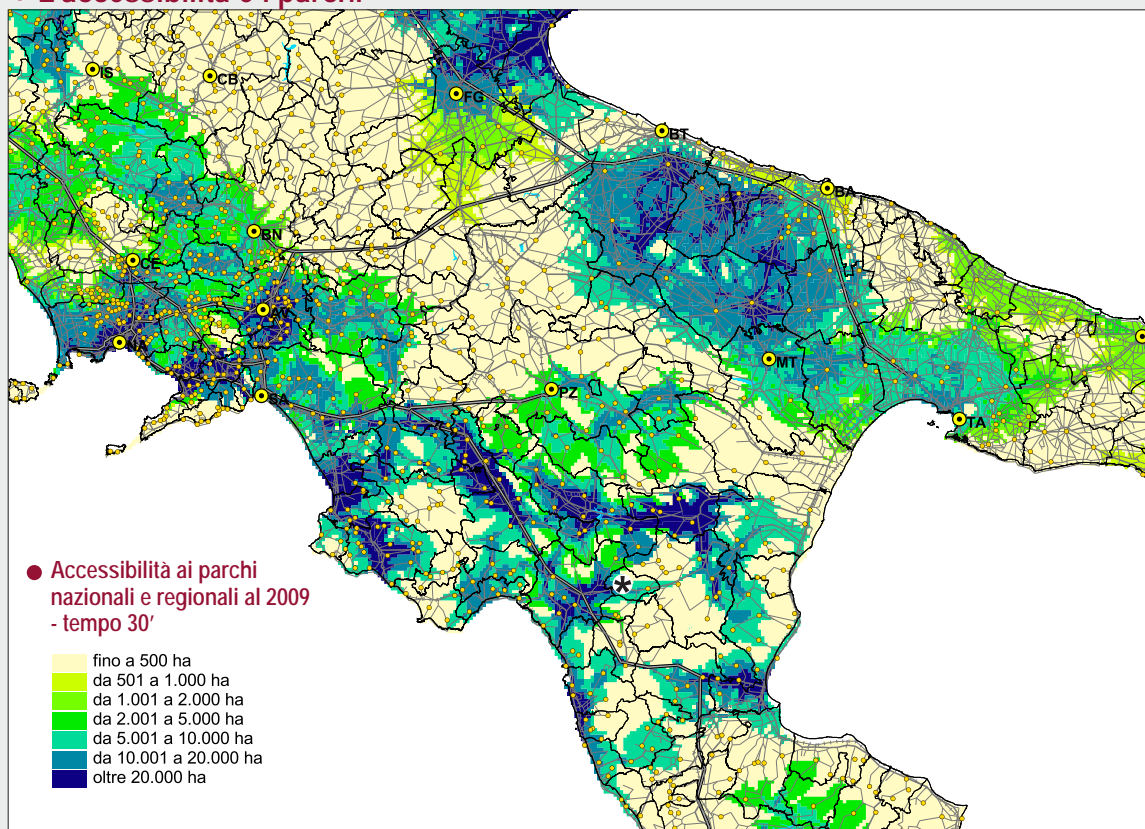 ● L'accessibilità e i parchi
IS
CB
FG
BT
BA
BN
CE
AV
NA
MT
PZ
SA
TA
*
● Accessibilità ai parchi
nazionali e regionali al 2009
- tempo 30'
fino a 500 ha
da 501 a 1.000 ha
da 1.001 a 2.000 ha
da 2.001 a 5.000 ha
da 5.001 a 10.000 ha
da 10.001 a 20.000 ha
oltre 20.000 ha